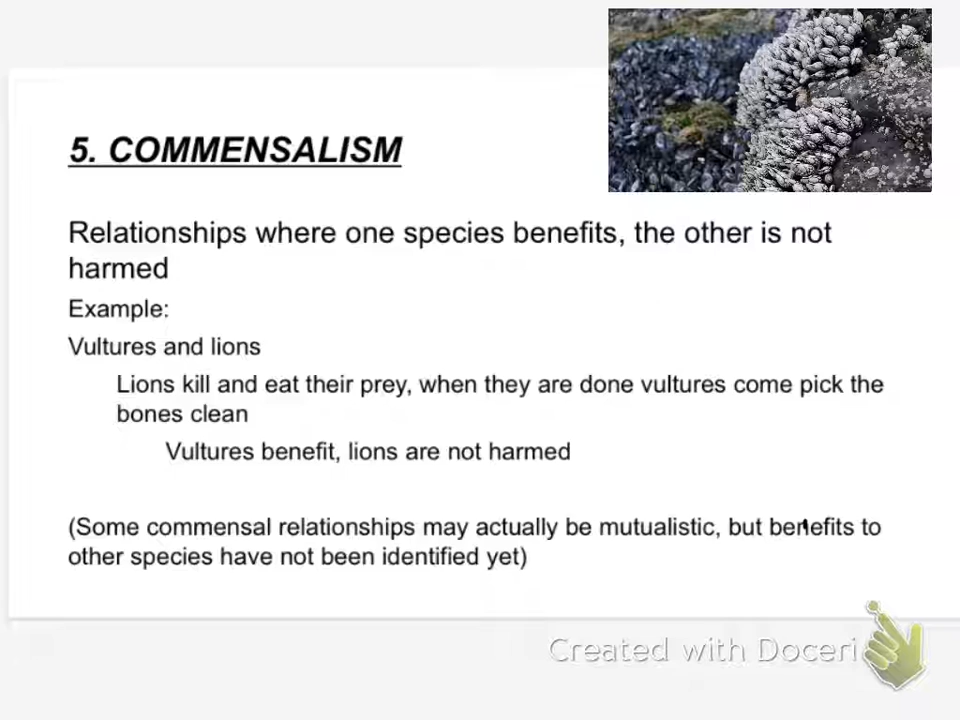 5. COMMENSALISM
Relationships where one species benefits, the other is not
harmed
Example:
Vultures and lions
Lions kill and eat their prey, when they are done vultures come pick the
bones clean
Vultures benefit, lions are not harmed
(Some commensal relationships may actually be mutualistic, but benefits to
other species have not been identified yet)
Created with Doceri